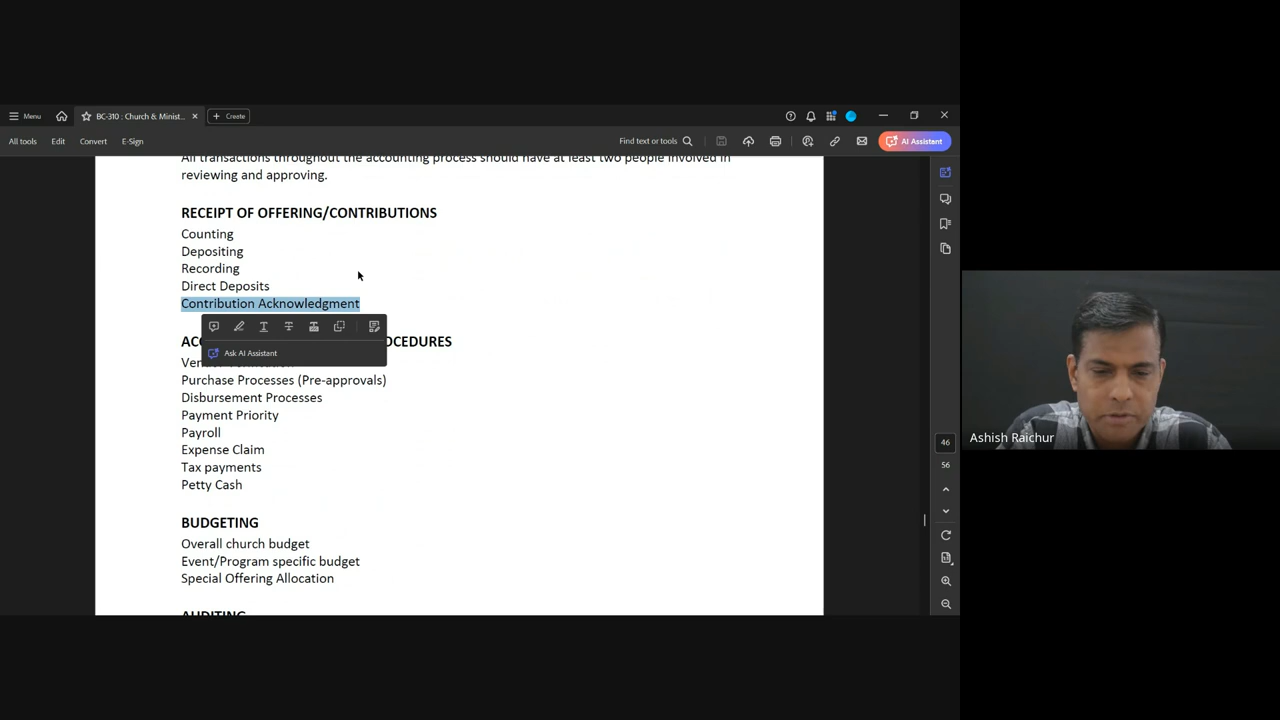 Menu
BC-310 : Church & Minist...
Create
All tools
Edit
Convert
E-Sign
Find text or tools
AI Assistant
All transactions throughout the accounting process should have at least two people involved in
reviewing and approving.
RECEIPT OF OFFERING/CONTRIBUTIONS
Counting
Depositing
Recording
Direct Deposits
Contribution Acknowledgment
Ask AI Assistant
Purchase Processes (Pre-approvals)
Disbursement Processes
Payment Priority
Payroll
Expense Claim
Tax payments
Petty Cash
BUDGETING
Overall church budget
Event/Program specific budget
Special Offering Allocation
AUDITING
46
56
Ashish Raichur